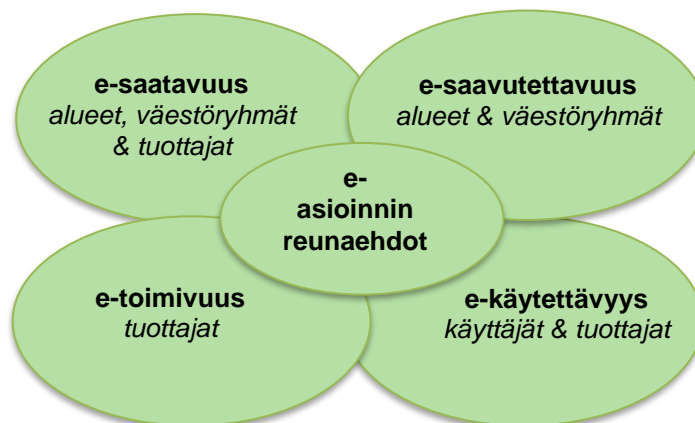 e-saatavuus
alueet, väestöryhmät
& tuottajat
e-saavutettavuus
alueet & väestöryhmät
e-
asioinnin
reunaehdot
e-toimivuus
tuottajat
e-käytettävyys
käyttäjät & tuottajat